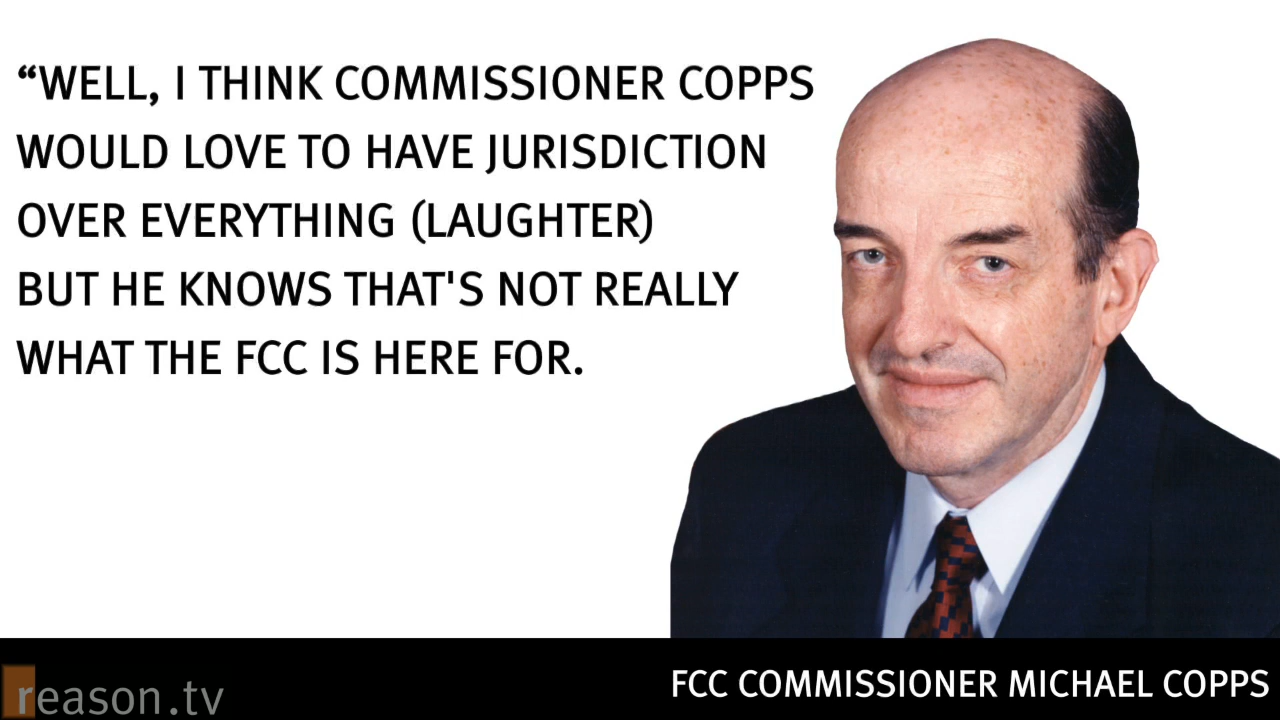 “WELL, I THINK COMMISSIONER COPPS
WOULD LOVE TO HAVE JURISDICTION
OVER EVERYTHING (LAUGHTER)
BUT HE KNOWS THAT'S NOT REALLY
WHAT THE FCC IS HERE FOR.
FCC COMMISSIONER MICHAEL COPPS
reason.tv